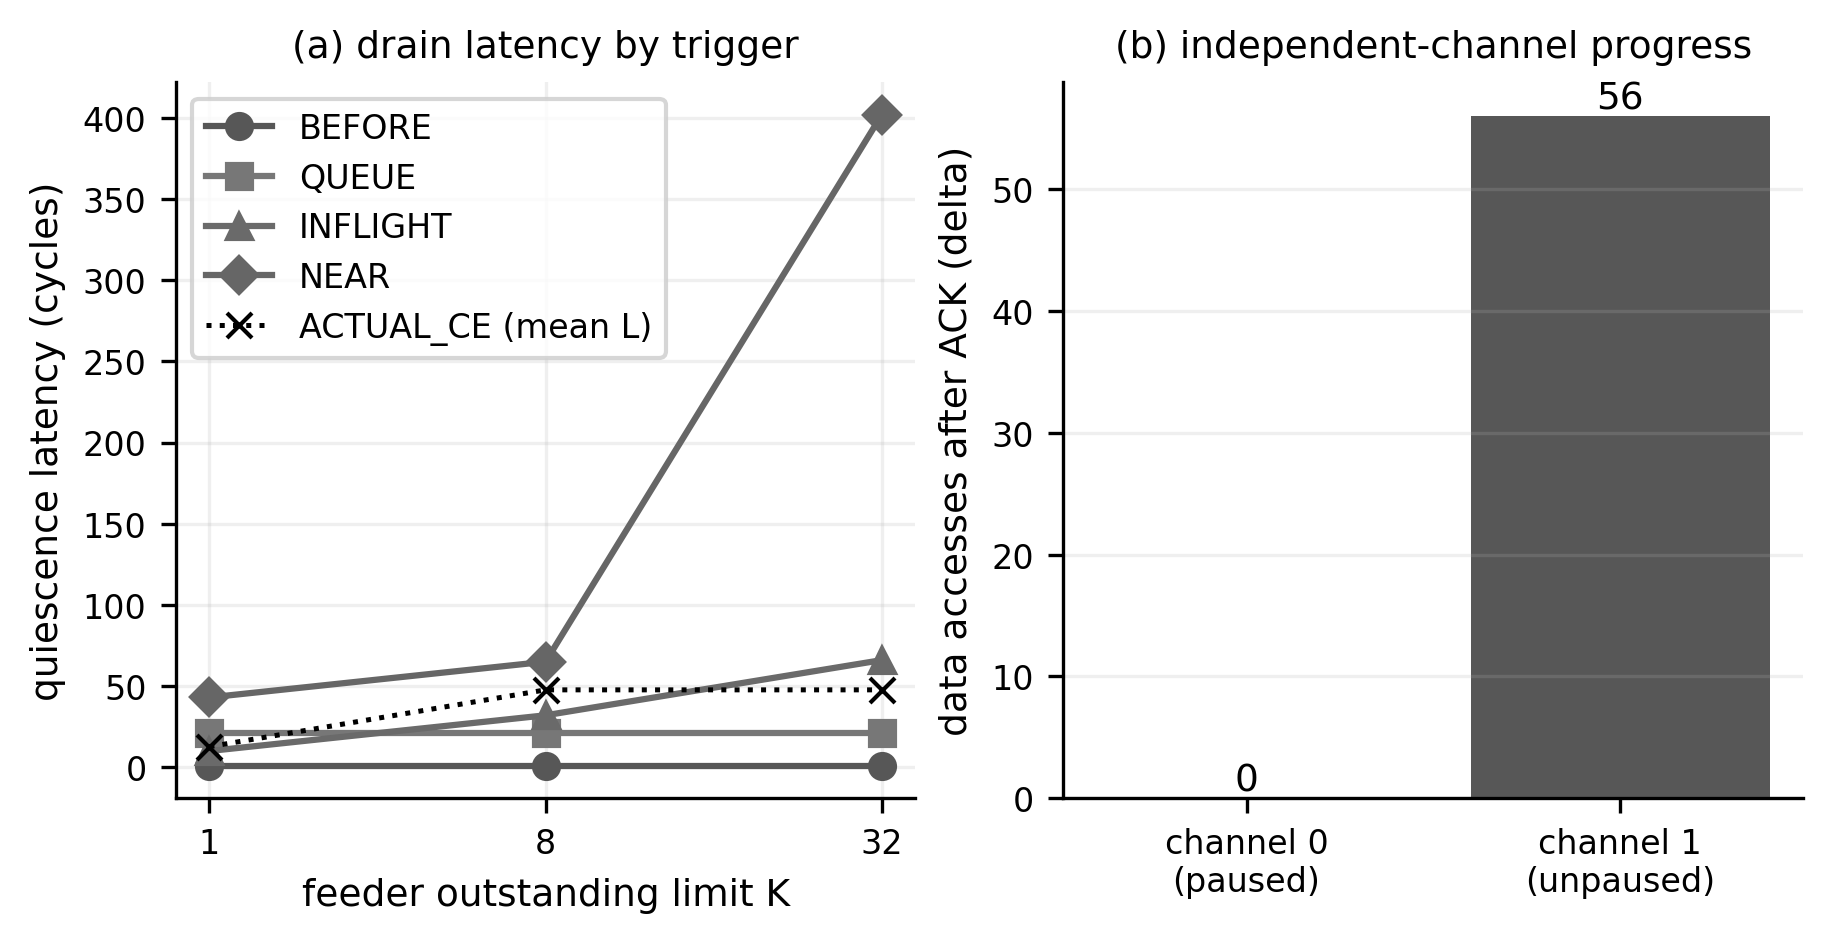 (a) drain latency by trigger
quiescence latency (cycles)
400
350
300
250
200
150
100
50
0
BEFORE
QUEUE
INFLIGHT
NEAR
ACTUAL_CE (mean L)
1
8
32
feeder outstanding limit K
(b) independent-channel progress
data accesses after ACK (delta)
50
40
30
20
10
0
0
56
channel 0
(paused)
channel 1
(unpaused)